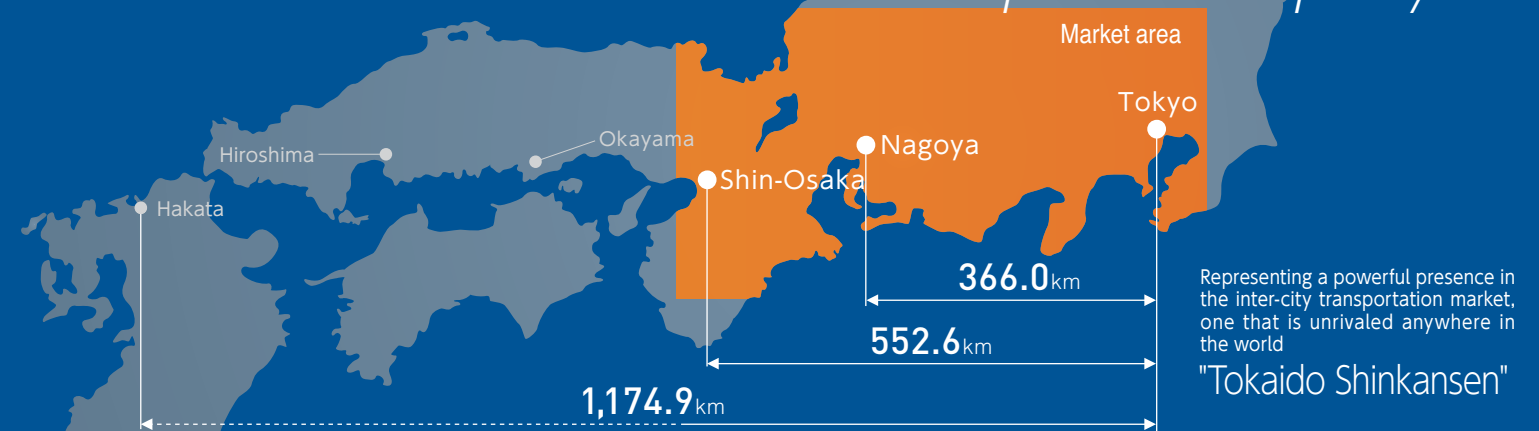 Market area
Tokyo
Nagoya
Okayama
Hiroshima
Shin-Osaka
Hakata
366.0km
552.6km
1,174.9km
Representing a powerful presence in
the inter-city transportation market,
one that is unrivaled anywhere in
the world
"Tokaido Shinkansen"